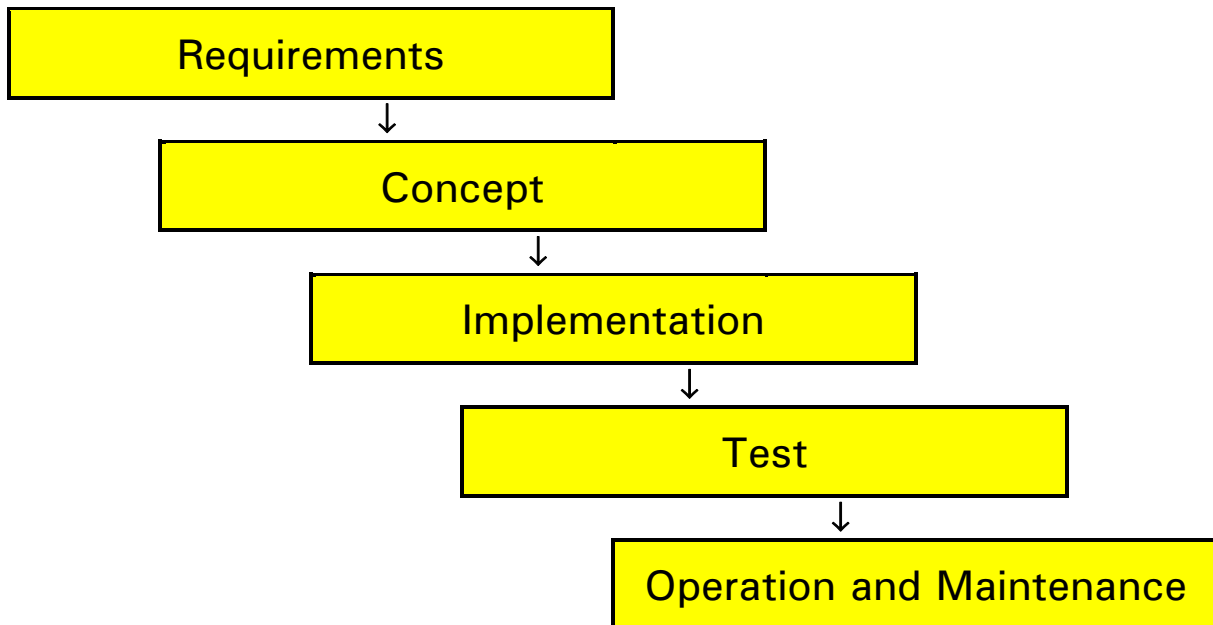 Requirements
Concept
Implementation
Test
Operation and Maintenance